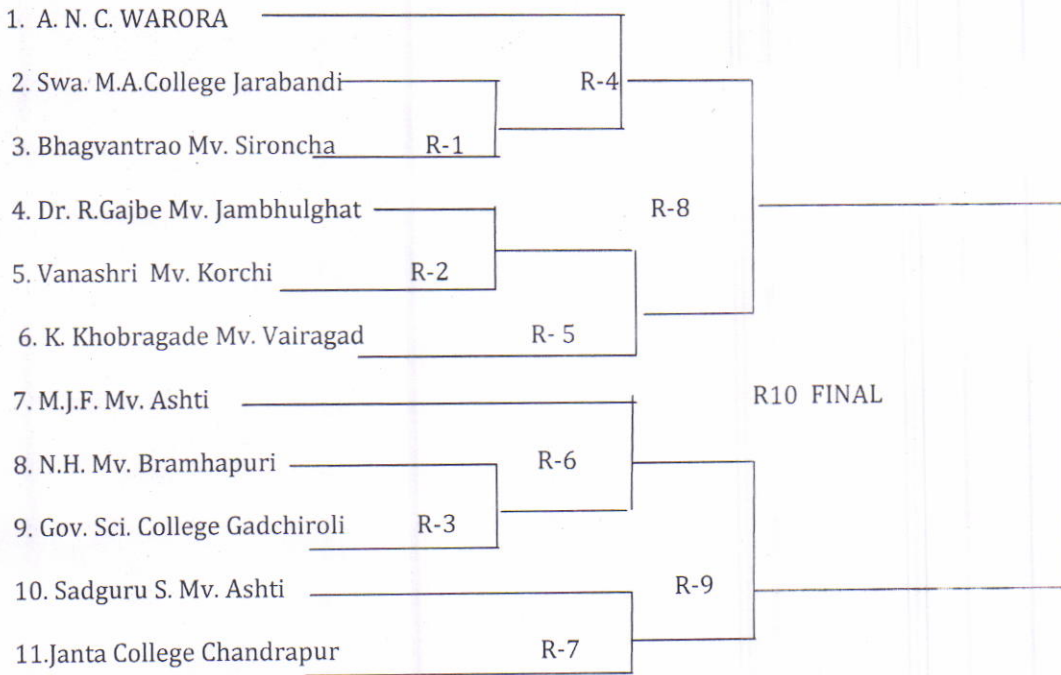 1. A. N. C. WARORA
R-4
2. Swa. M.A.College Jarabandi
3. Bhagvantrao Mv. Sironcha R-1
4. Dr. R.Gajbe Mv. Jambhulghat R-8
5. Vanashri Mv. Korchi R-2
6. K. Khobragade Mv. Vairagad R- 5
7. M.J.F. Mv. Ashti R10 FINAL
8. N.H. Mv. Bramhapuri R-6
9. Gov. Sci. College Gadchiroli R-3
10. Sadguru S. Mv. Ashti R-9
11.Janta College Chandrapur R-7